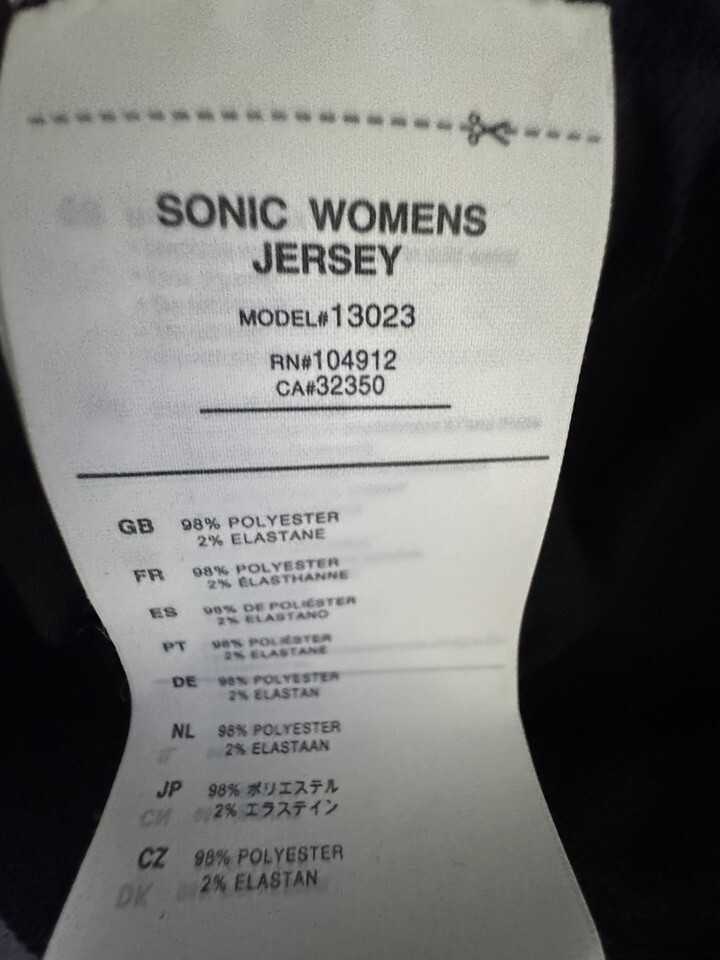 SONIC WOMENS
JERSEY
MODEL#13023
RN#104912
CA#32350
GB 98% POLYESTER
2% ELASTANE
FR 98% POLYESTER
2% ÉLASTHANNE
ES 98% DE POLIÉSTER
2% ELASTANO
PT 98% POLIÉSTER
2% ELASTANE
DE 98% POLYESTER
2% ELASTAN
NL 98% POLYESTER
2% ELASTAAN
JP 98% ポリエステル
2% エラステイン
CZ 98% POLYESTER
2% ELASTAN